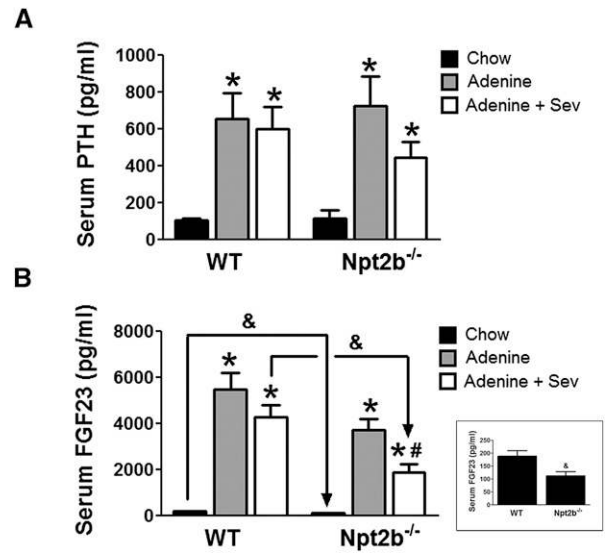 A
Serum PTH (pg/ml)
1000
800
600
400
200
0
* * * *
WT Npt2b-/-
Chow
Adenine
Adenine + Sev
B
Serum FGF23 (pg/ml)
8000
6000
4000
2000
0
& &
* * * *#
WT Npt2b-/-
Chow
Adenine
Adenine + Sev
Serum FGF23 (pg/ml)
250
200
150
100
50
0
&
WT Npt2b-/-